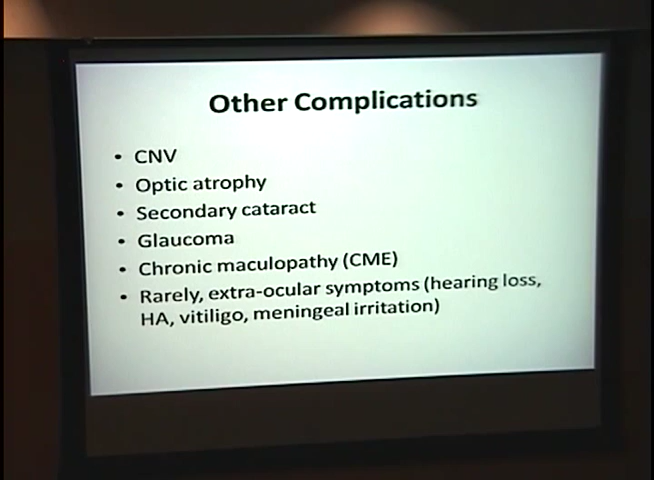 Other Complications
• CNV
• Optic atrophy
• Secondary cataract
• Glaucoma
• Chronic maculopathy (CME)
• Rarely, extra-ocular symptoms (hearing loss,
HA, vitiligo, meningeal irritation)